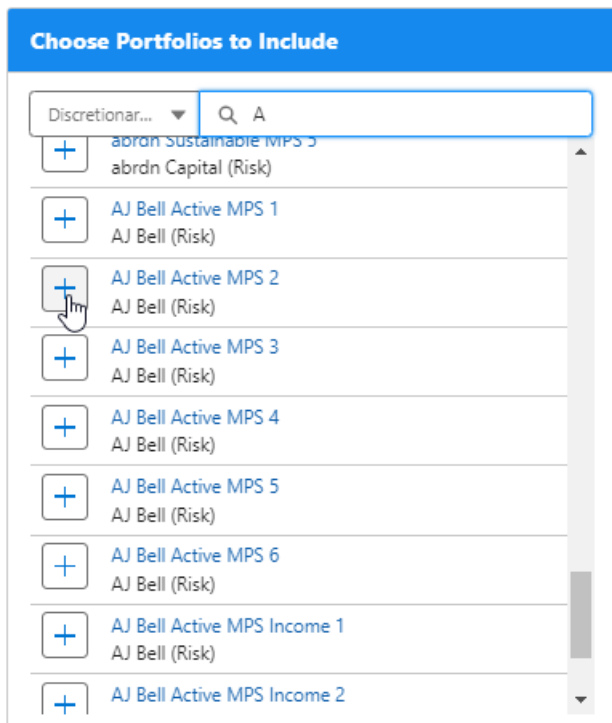 Choose Portfolios to Include
Discretionar... A
abrdn Sustainable MPS 5
abrdn Capital (Risk)
AJ Bell Active MPS 1
AJ Bell (Risk)
AJ Bell Active MPS 2
AJ Bell (Risk)
AJ Bell Active MPS 3
AJ Bell (Risk)
AJ Bell Active MPS 4
AJ Bell (Risk)
AJ Bell Active MPS 5
AJ Bell (Risk)
AJ Bell Active MPS 6
AJ Bell (Risk)
AJ Bell Active MPS Income 1
AJ Bell (Risk)
AJ Bell Active MPS Income 2